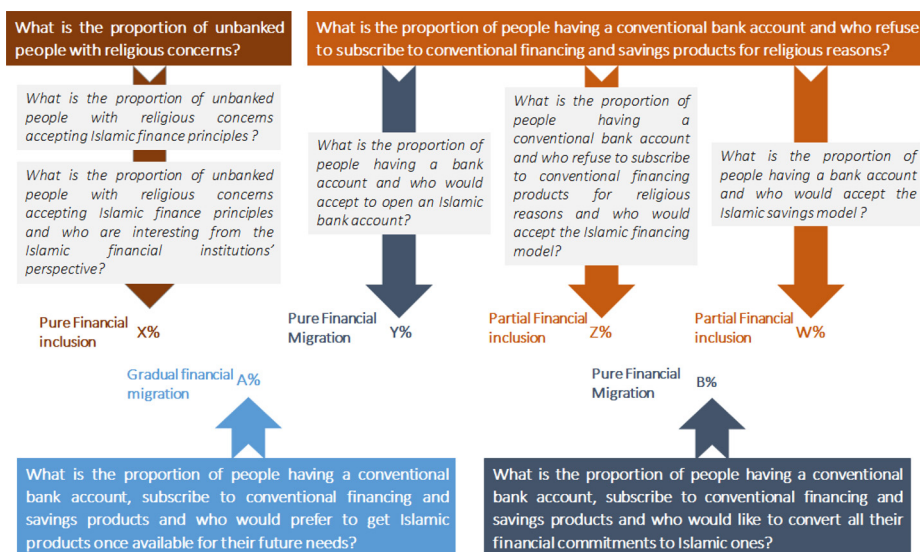 What is the proportion of unbanked
people with religious concerns?
What is the proportion of people having a conventional bank account and who refuse
to subscribe to conventional financing and savings products for religious reasons?
What is the proportion of unbanked
people with religious concerns
accepting Islamic finance principles ?
What is the proportion of unbanked
people with religious concerns
accepting Islamic finance principles
and who are interesting from the
Islamic financial institutions’
perspective?
What is the proportion of
people having a bank
account and who would
accept to open an Islamic
bank account?
What is the proportion of
people having a
conventional bank account
and who refuse to subscribe
to conventional financing
products for religious
reasons and who would
accept the Islamic financing
model?
What is the proportion of
people having a bank account
and who would accept the
Islamic savings model ?
Pure Financial
inclusion
X%
Pure Financial
Migration
Y%
Partial Financial
inclusion
Z%
Partial Financial
inclusion
W%
Gradual financial
migration
A%
Pure Financial
Migration
B%
What is the proportion of people having a conventional
bank account, subscribe to conventional financing and
savings products and who would prefer to get Islamic
products once available for their future needs?
What is the proportion of people having a conventional
bank account, subscribe to conventional financing and
savings products and who would like to convert all their
financial commitments to Islamic ones?